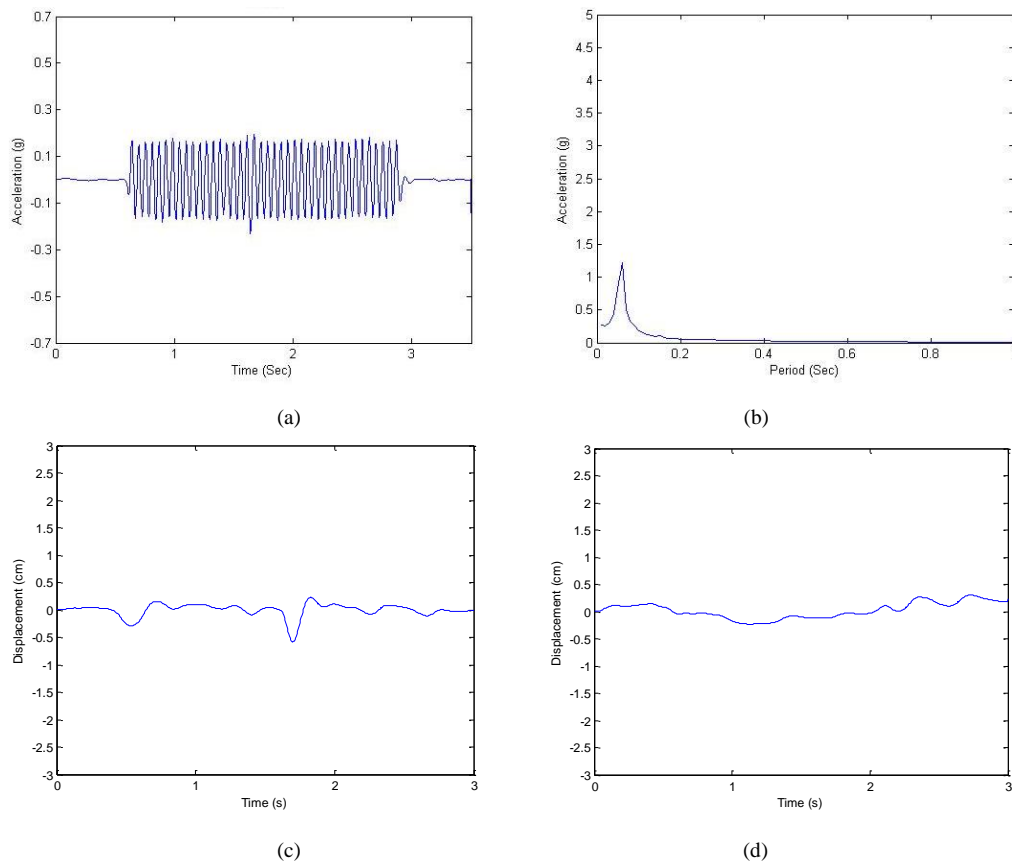 0.7
0.5
0.3
0.1
-0.1
-0.3
-0.5
-0.7
Acceleration (g)
0 1 2 3
Time (Sec)
(a)
5
4.5
4
3.5
3
2.5
2
1.5
1
0.5
0
Acceleration (g)
0 0.2 0.4 0.6 0.8
Period (Sec)
(b)
3
2.5
2
1.5
1
0.5
0
-0.5
-1
-1.5
-2
-2.5
-3
Displacement (cm)
0 1 2 3
Time (s)
(c)
3
2.5
2
1.5
1
0.5
0
-0.5
-1
-1.5
-2
-2.5
-3
Displacement (cm)
0 1 2 3
Time (s)
(d)